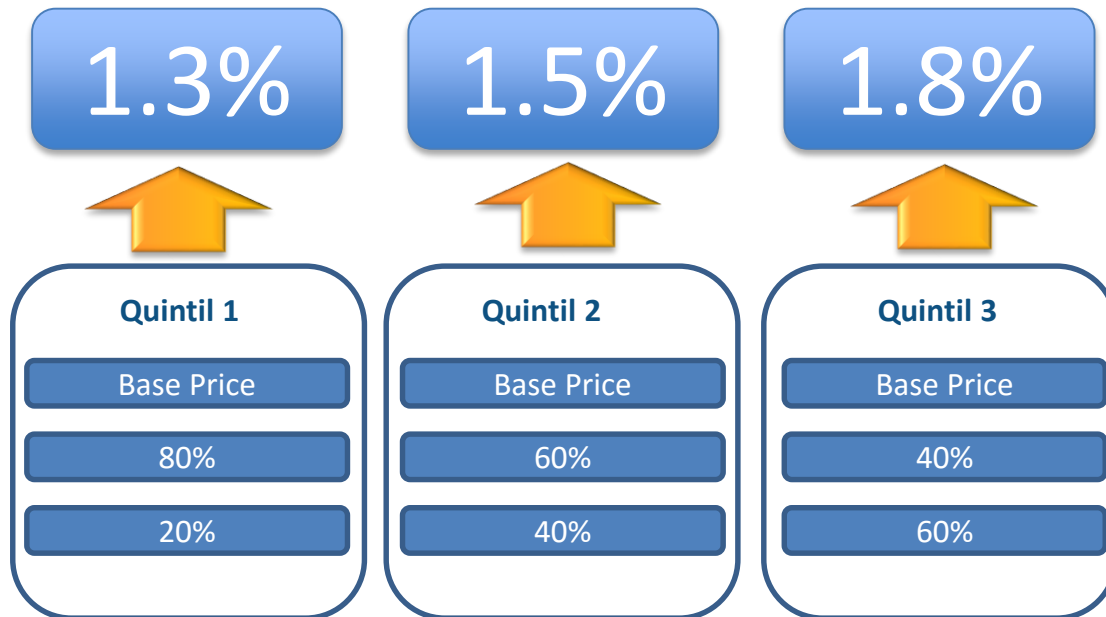 1.3%
1.5%
1.8%
Quintil 1
Quintil 2
Quintil 3
Base Price
Base Price
Base Price
80%
60%
40%
20%
40%
60%